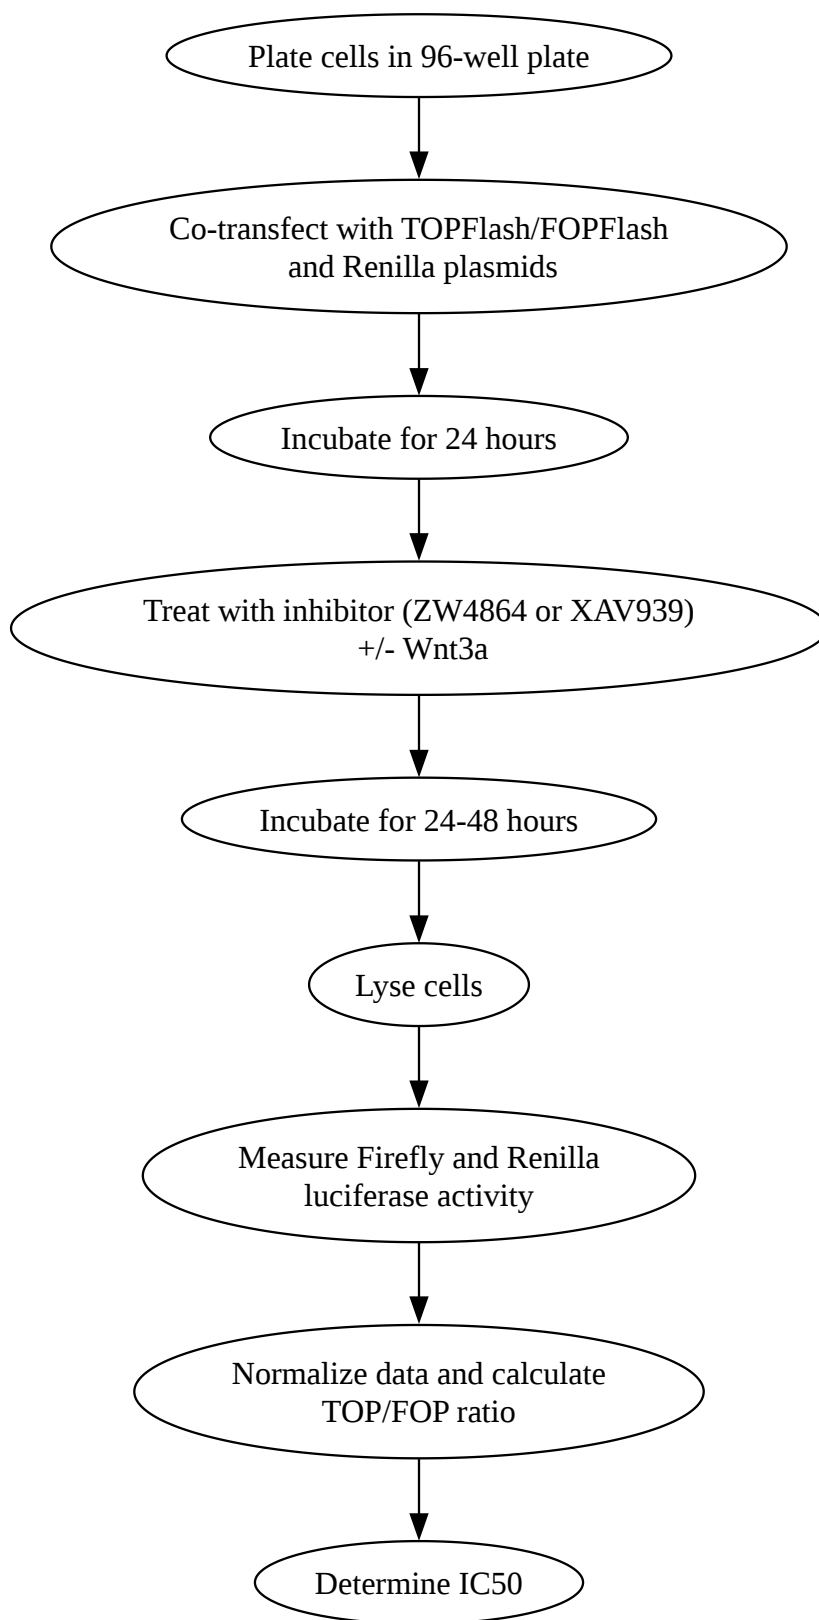 Plate cells in 96-well plate
Co-transfect with TOPFlash/FOPFlash
and Renilla plasmids
Incubate for 24 hours
Treat with inhibitor (ZW4864 or XAV939)
+/- Wnt3a
Incubate for 24-48 hours
Lyse cells
Measure Firefly and Renilla
luciferase activity
Normalize data and calculate
TOP/FOP ratio
Determine IC50